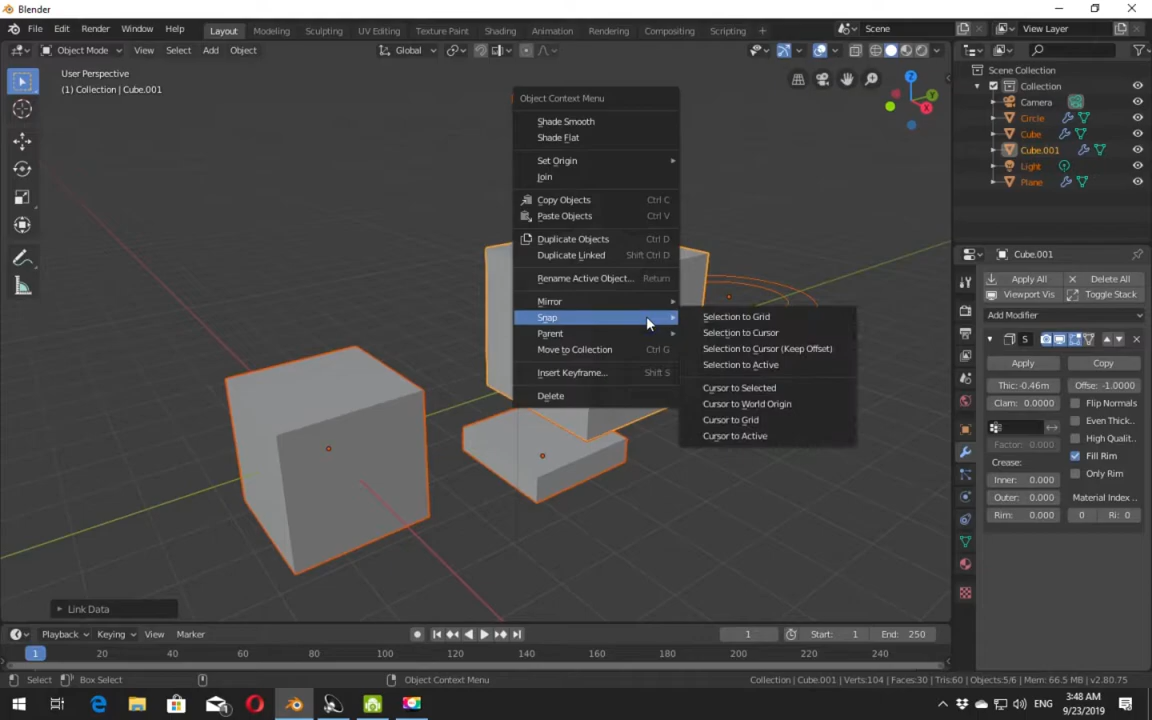 Blender
File Edit Render Window Help Layout Modeling Sculpting UV Editing Texture Paint Shading Animation Rendering Compositing Scripting Scene View Layer
Object Mode View Select Add Object Global
User Perspective
(1) Collection | Cube.001
Object Context Menu
Shade Smooth
Shade Flat
Set Origin
Join
Copy Objects Ctrl C
Paste Objects Ctrl V
Duplicate Objects Ctrl D
Duplicate Linked Shift Ctrl D
Rename Active Object... Return
Mirror
Snap
Parent
Move to Collection Ctrl G
Insert Keyframe... Shift S
Delete
Selection to Grid
Selection to Cursor
Selection to Cursor (Keep Offset)
Selection to Active
Cursor to Selected
Cursor to World Origin
Cursor to Grid
Cursor to Active
Z
Y
X
Scene Collection
Collection
Camera
Circle
Cube
Cube.001
Light
Plane
Cube.001
Apply All Delete All
Viewport Vis Toggle Stack
Add Modifier
S
Apply Copy
Thic: -0.46m Offse: -1.0000
Clam: 0.0000 Flip Normals
Even Thick..
High Qualit..
Factor: 0.000 Fill Rim
Crease: Only Rim
Inner: 0.000
Outer: 0.000 Material Index ..
Rim: 0.000 0 Ri: 0
Link Data
Playback Keying View Marker 1 Start: 1 End: 250
1 20 40 60 80 100 120 140 160 180 200 220 240
Select Box Select Object Context Menu Collection | Cube.001 | Verts:104 | Faces:30 | Tris:60 | Objects:5/6 | Mem: 66.5 MB | v2.80.75
ENG 3:48 AM
9/23/2019